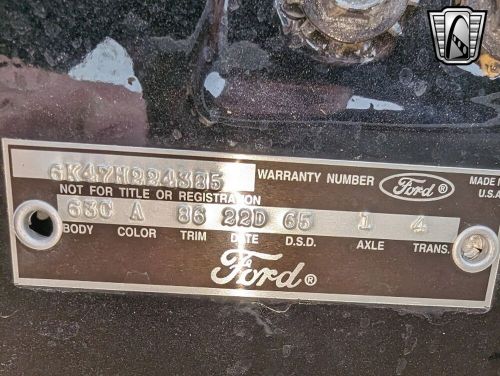 6K47H224385 WARRANTY NUMBER Ford® MADE IN
NOT FOR TITLE OR REGISTRATION U.S.A.
63C A 86 22D 65 1 4
BODY COLOR TRIM DATE D.S.D. AXLE TRANS.
Ford®